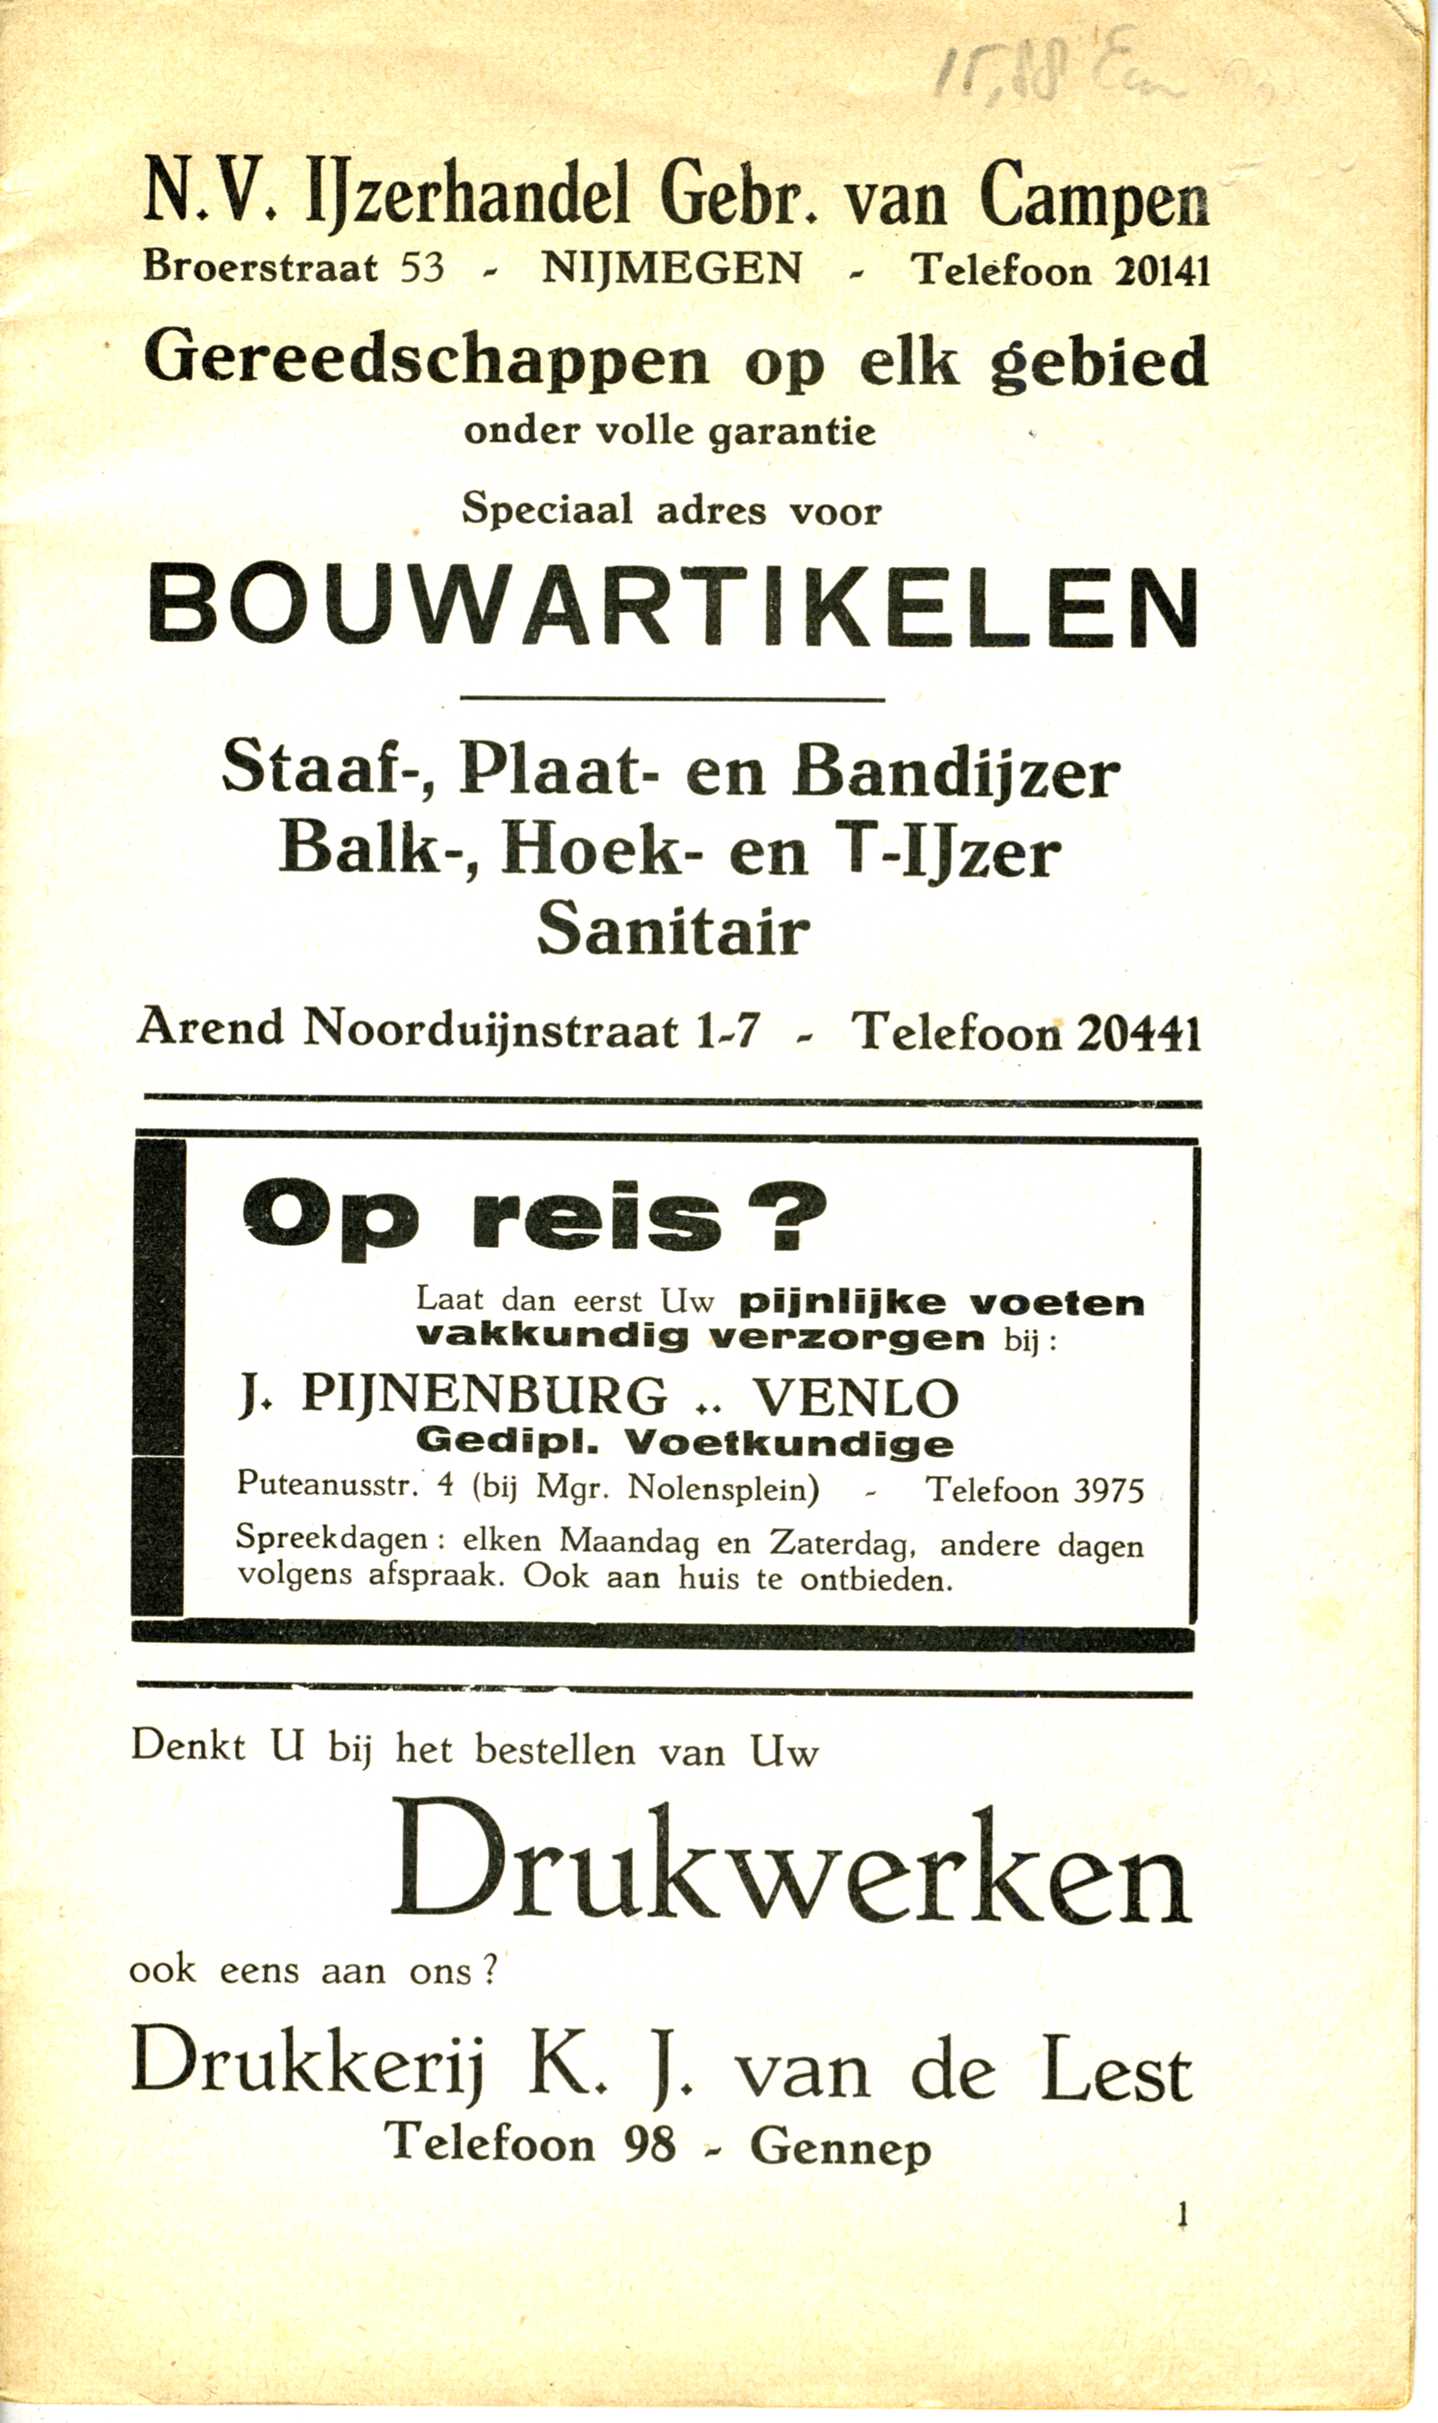 15,88
N.V. IJzerhandel Gebr. van Campen
Broerstraat 53 - NIJMEGEN - Telefoon 20141
Gereedschappen op elk gebied
onder volle garantie
Speciaal adres voor
BOUWARTIKELEN
Staaf-, Plaat- en Bandijzer
Balk-, Hoek- en T-IJzer
Sanitair
Arend Noorduijnstraat 1-7 - Telefoon 20441
Op reis?
Laat dan eerst Uw pijnlijke voeten
vakkundig verzorgen bij :
J. PIJNENBURG .. VENLO
Gedipl. Voetkundige
Puteanusstr. 4 (bij Mgr. Nolensplein) - Telefoon 3975
Spreekdagen : elken Maandag en Zaterdag, andere dagen
volgens afspraak. Ook aan huis te ontbieden.
Denkt U bij het bestellen van Uw
Drukwerken
ook eens aan ons ?
Drukkerij K. J. van de Lest
Telefoon 98 - Gennep
1